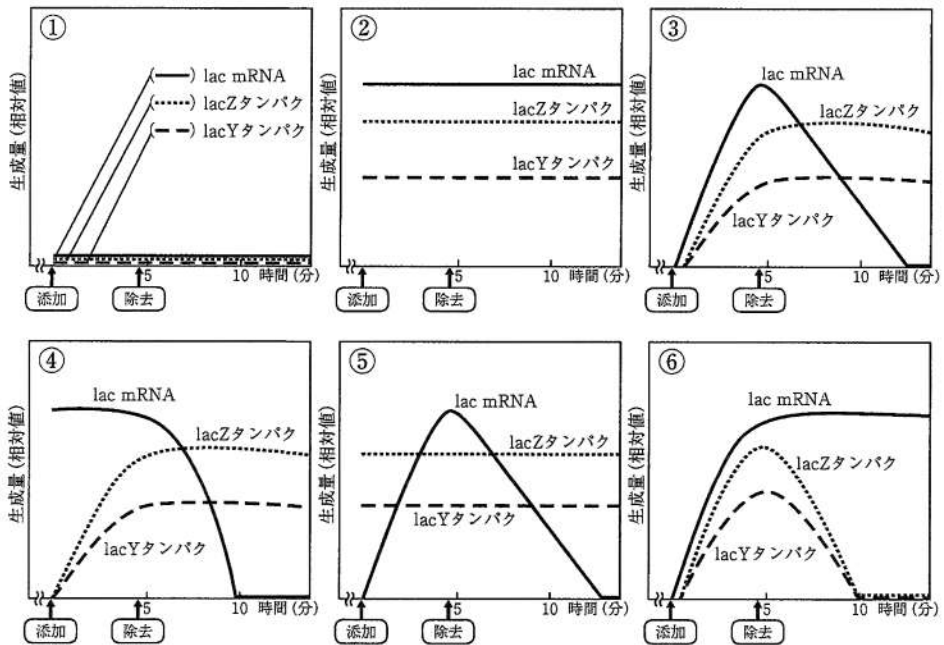 ①
生成量(相対値)
lac mRNA
lacZタンパク
lacYタンパク
5
10
時間(分)
添加
除去
②
生成量(相対値)
lac mRNA
lacZタンパク
lacYタンパク
5
10
時間(分)
添加
除去
③
生成量(相対値)
lac mRNA
lacZタンパク
lacYタンパク
5
10
時間(分)
添加
除去
④
生成量(相対値)
lac mRNA
lacZタンパク
lacYタンパク
5
10
時間(分)
添加
除去
⑤
生成量(相対値)
lac mRNA
lacZタンパク
lacYタンパク
5
10
時間(分)
添加
除去
⑥
生成量(相対値)
lac mRNA
lacZタンパク
lacYタンパク
5
10
時間(分)
添加
除去